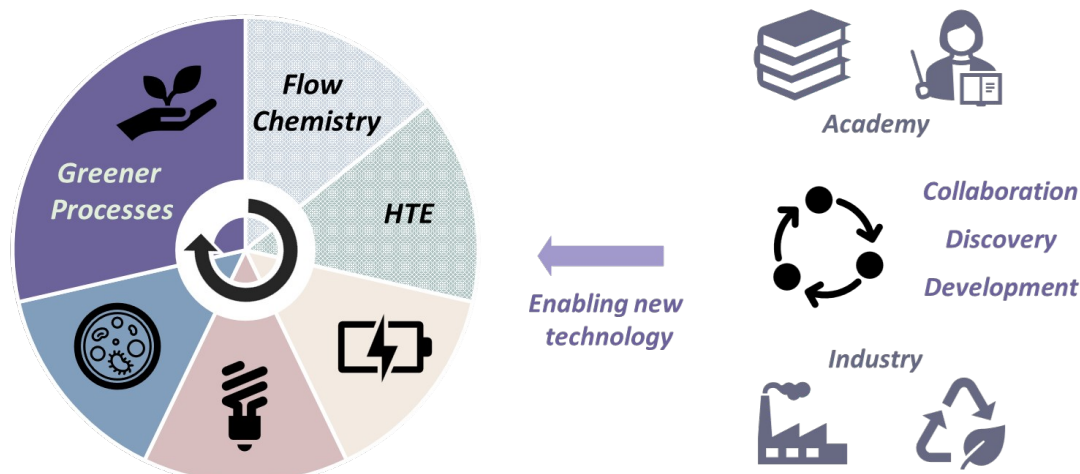 Flow
Chemistry
Greener
Processes
HTE
Enabling new
technology
Academy
Collaboration
Discovery
Development
Industry